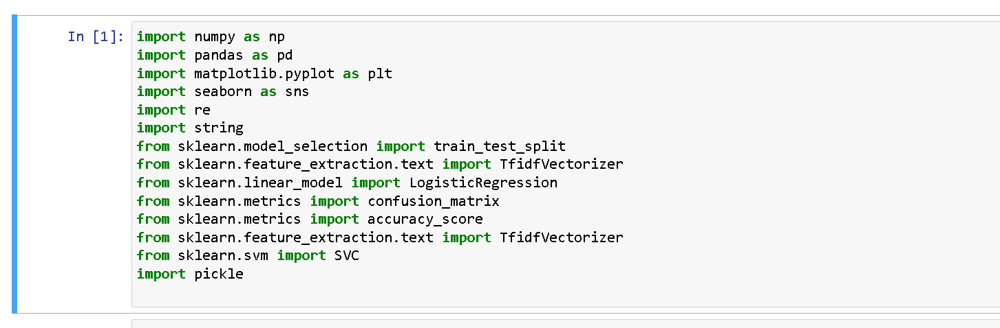 In [1]: import numpy as np
import pandas as pd
import matplotlib.pyplot as plt
import seaborn as sns
import re
import string
from sklearn.model_selection import train_test_split
from sklearn.feature_extraction.text import TfidfVectorizer
from sklearn.linear_model import LogisticRegression
from sklearn.metrics import confusion_matrix
from sklearn.metrics import accuracy_score
from sklearn.feature_extraction.text import TfidfVectorizer
from sklearn.svm import SVC
import pickle